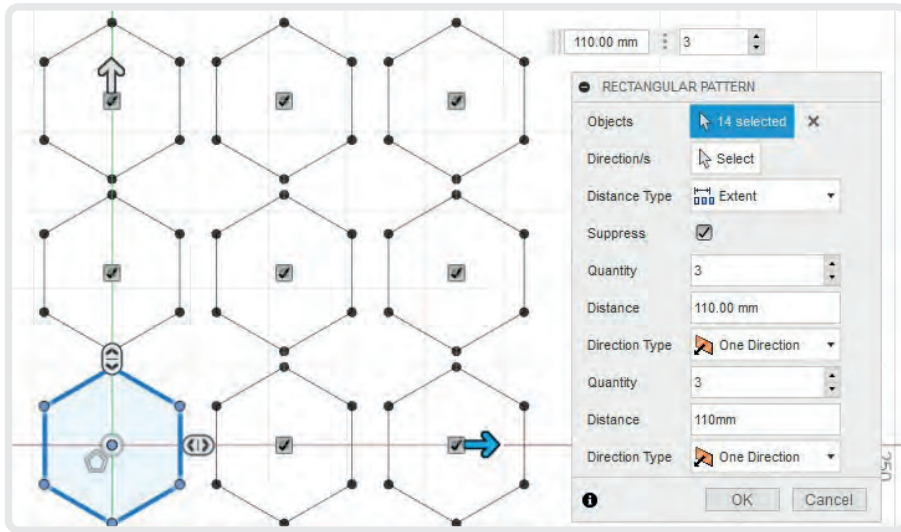 110.00 mm 3
RECTANGULAR PATTERN
Objects 14 selected
Direction/s Select
Distance Type Extent
Suppress
Quantity 3
Distance 110.00 mm
Direction Type One Direction
Quantity 3
Distance 110mm
Direction Type One Direction
250
OK Cancel